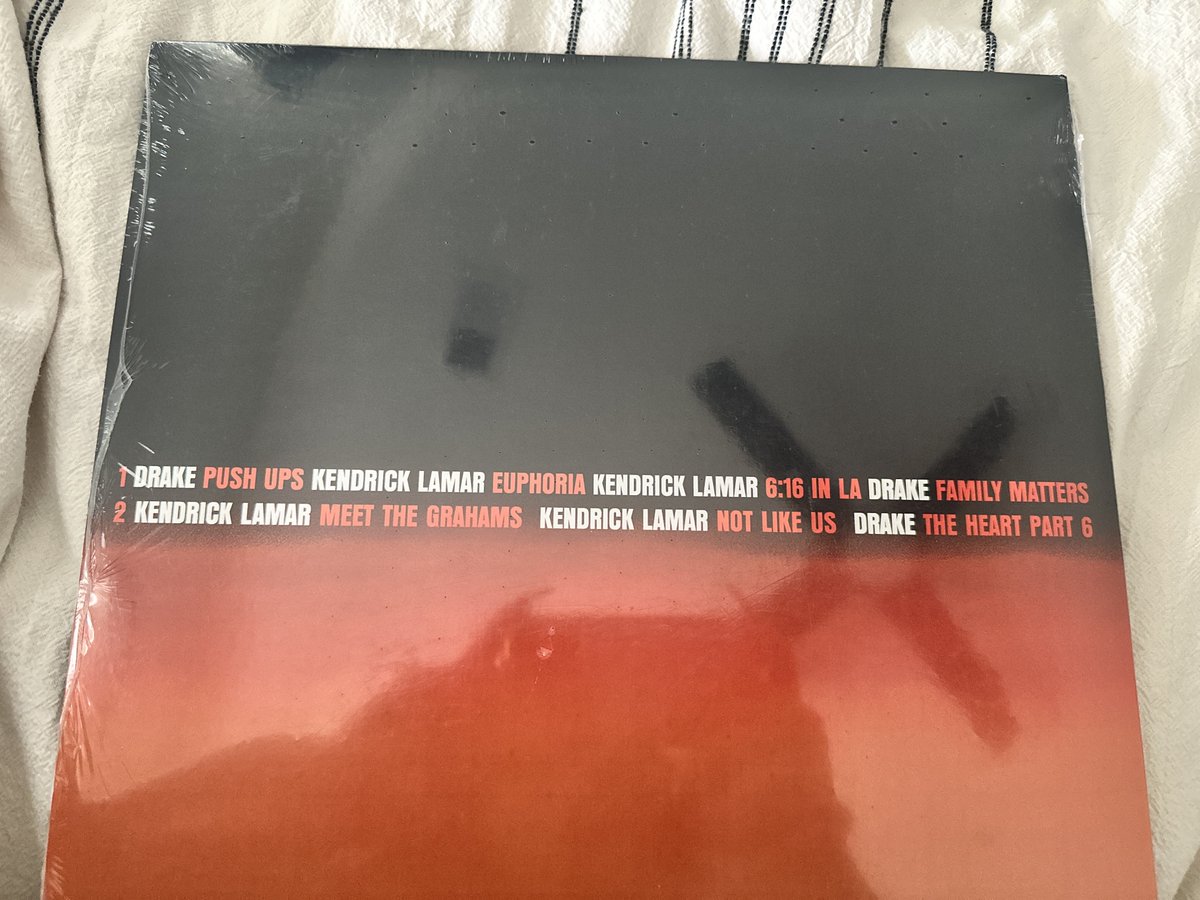 1 DRAKE PUSH UPS KENDRICK LAMAR EUPHORIA KENDRICK LAMAR 6:16 IN LA DRAKE FAMILY MATTERS
2 KENDRICK LAMAR MEET THE GRAHAMS KENDRICK LAMAR NOT LIKE US DRAKE THE HEART PART 6